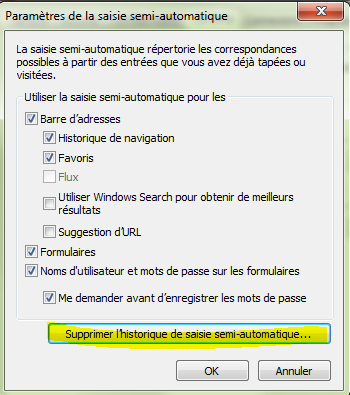 Paramètres de la saisie semi-automatique
La saisie semi-automatique répertorie les correspondances
possibles à partir des entrées que vous avez déjà tapées ou
visitées.
Utiliser la saisie semi-automatique pour les
Barre d'adresses
Historique de navigation
Favoris
Flux
Utiliser Windows Search pour obtenir de meilleurs
résultats
Suggestion d'URL
Formulaires
Noms d'utilisateur et mots de passe sur les formulaires
Me demander avant d'enregistrer les mots de passe
Supprimer l'historique de saisie semi-automatique...
OK
Annuler